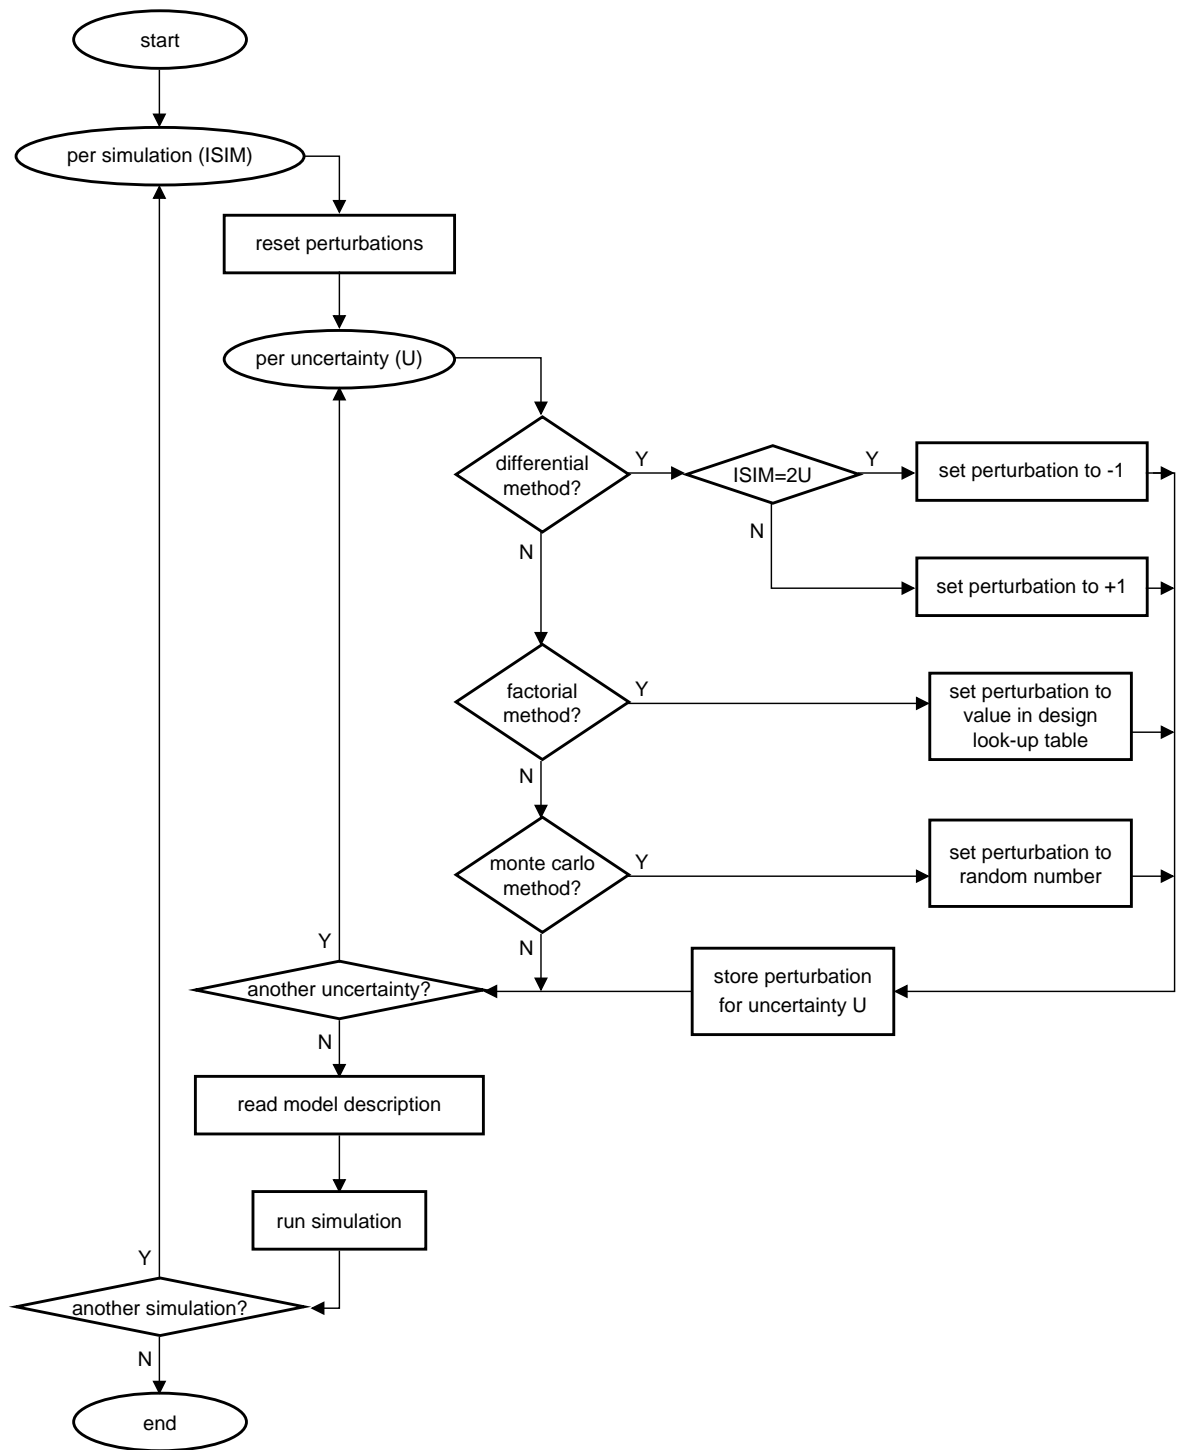 start
per simulation (ISIM)
reset perturbations
per uncertainty (U)
differential
method?
Y
ISIM=2U
Y
set perturbation to -1
N
N
set perturbation to +1
factorial
method?
Y
set perturbation to
value in design
look-up table
N
monte carlo
method?
Y
set perturbation to
random number
N
Y
another uncertainty?
store perturbation
for uncertainty U
N
read model description
run simulation
Y
another simulation?
N
end